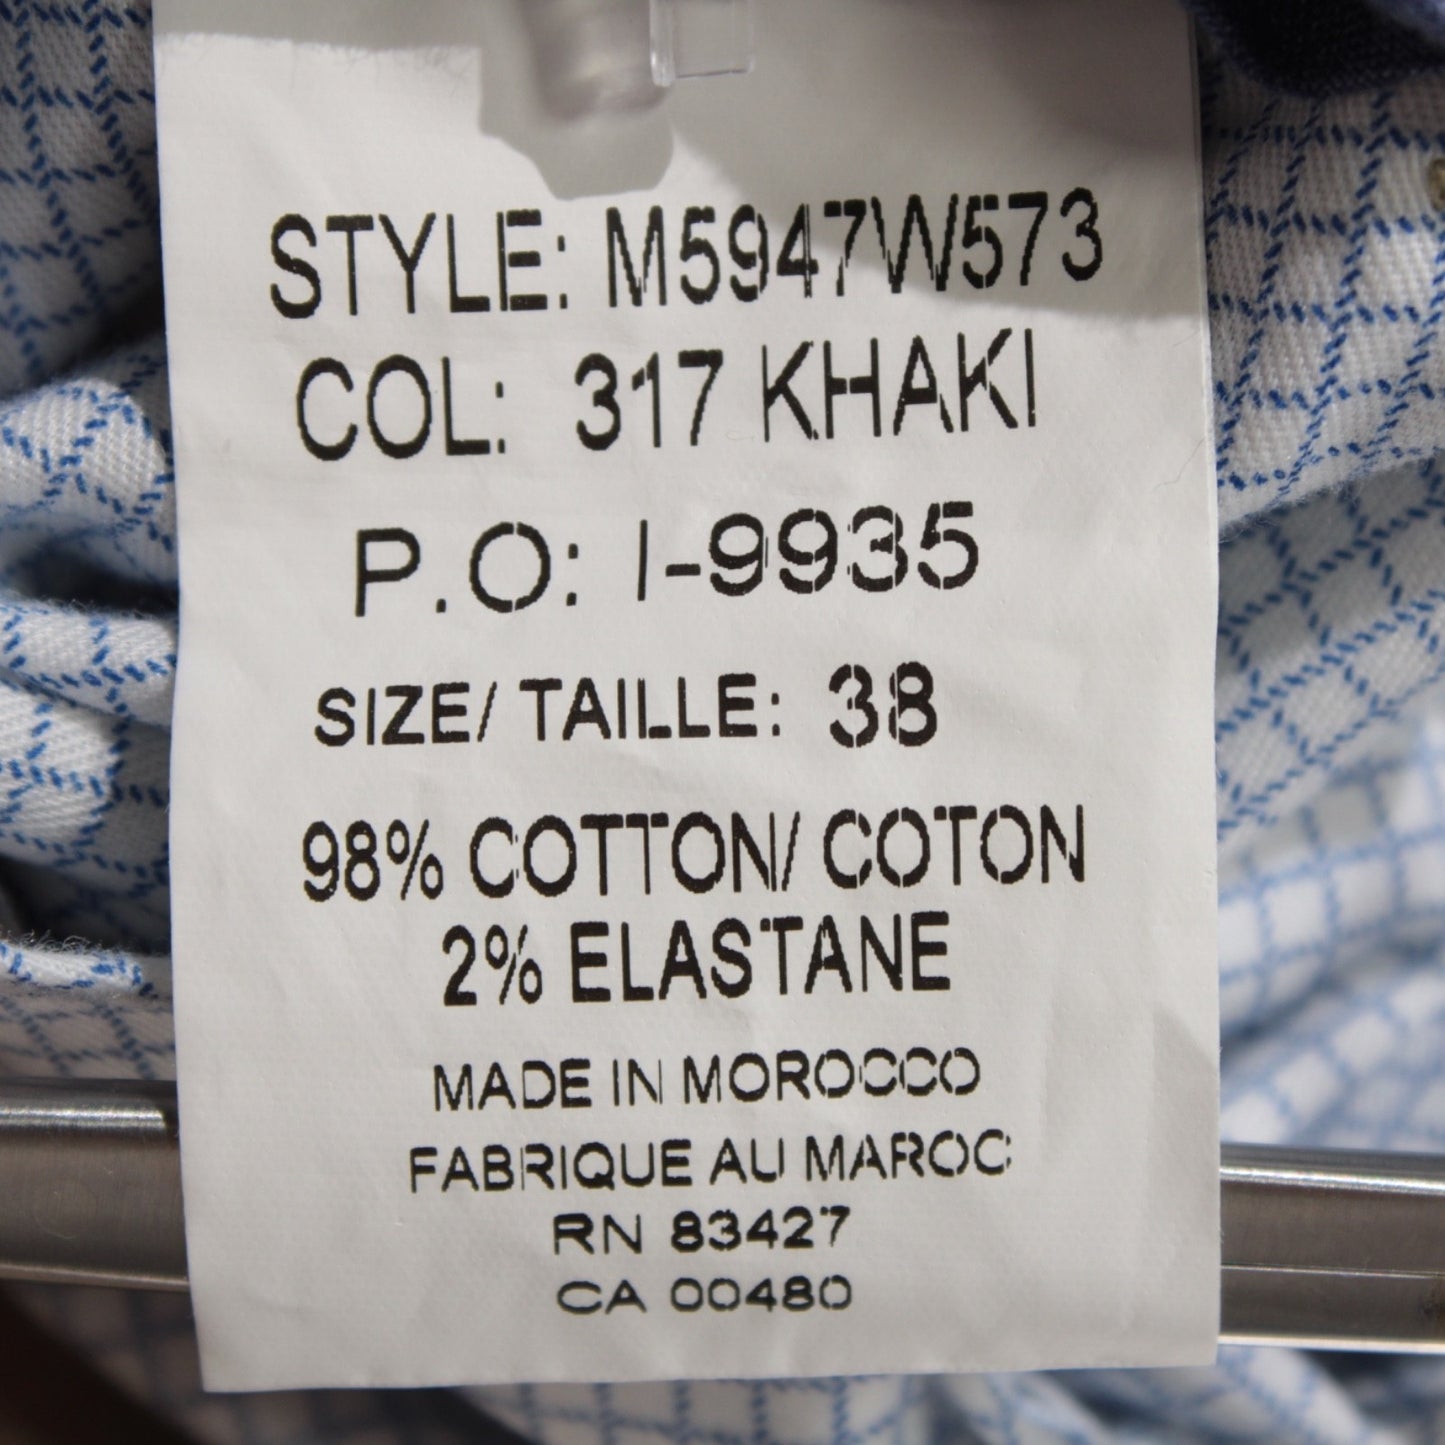 STYLE: M5947W573
COL: 317 KHAKI
P.O: I-9935
SIZE/ TAILLE: 38
98% COTTON/ COTON
2% ELASTANE
MADE IN MOROCCO
FABRIQUE AU MAROC
RN 83427
CA 00480